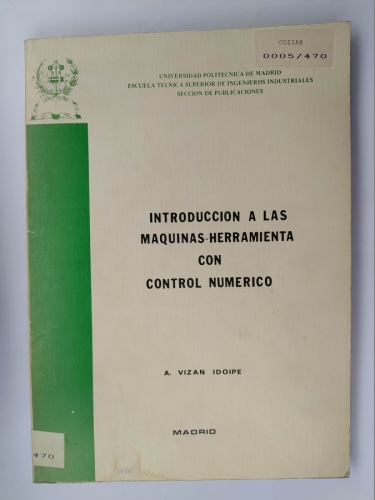 COIIAR
0005/470
UNIVERSIDAD POLITECNICA DE MADRID
ESCUELA TECNICA SUPERIOR DE INGENIEROS INDUSTRIALES
SECCION DE PUBLICACIONES
INTRODUCCION A LAS
MAQUINAS-HERRAMIENTA
CON
CONTROL NUMERICO
A. VIZAN IDOIPE
MADRID
470